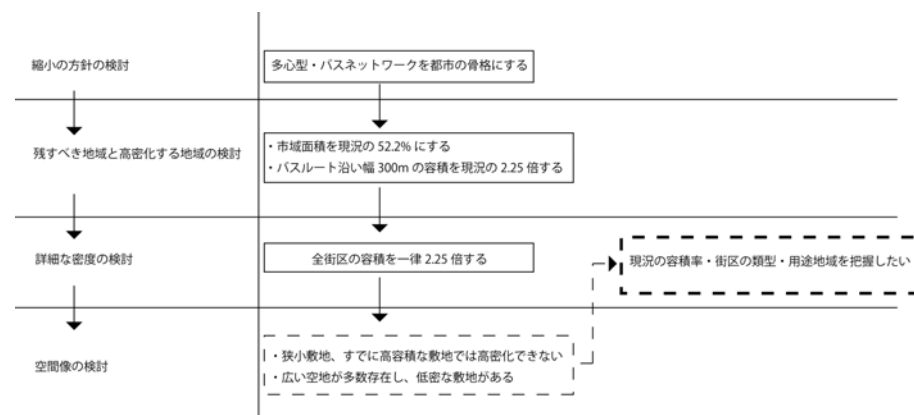 縮小の方針の検討
多心型・バスネットワークを都市の骨格にする
残すべき地域と高密化する地域の検討
・市域面積を現況の 52.2% にする
・バスルート沿い幅 300m の容積を現況の 2.25 倍する
詳細な密度の検討
全街区の容積を一律 2.25 倍する
現況の容積率・街区の類型・用途地域を把握したい
空間像の検討
・狭小敷地、すでに高容積な敷地では高密化できない
・広い空地が多数存在し、低密な敷地がある